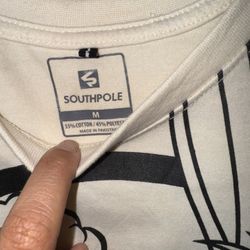 SOUTHPOLE
M
55% COTTON / 45% POLYESTER
MADE IN PAKISTAN